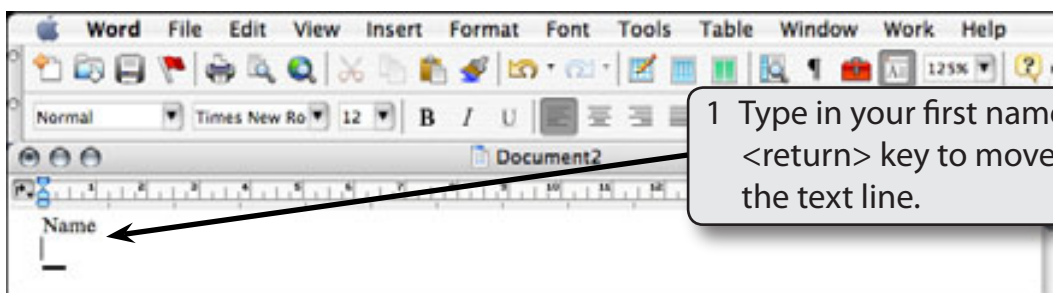 Word File Edit View Insert Format Font Tools Table Window Work Help
125%
Normal Times New Ro 12 B I U
Document2
Name
1 Type in your first name
<return> key to move
the text line.